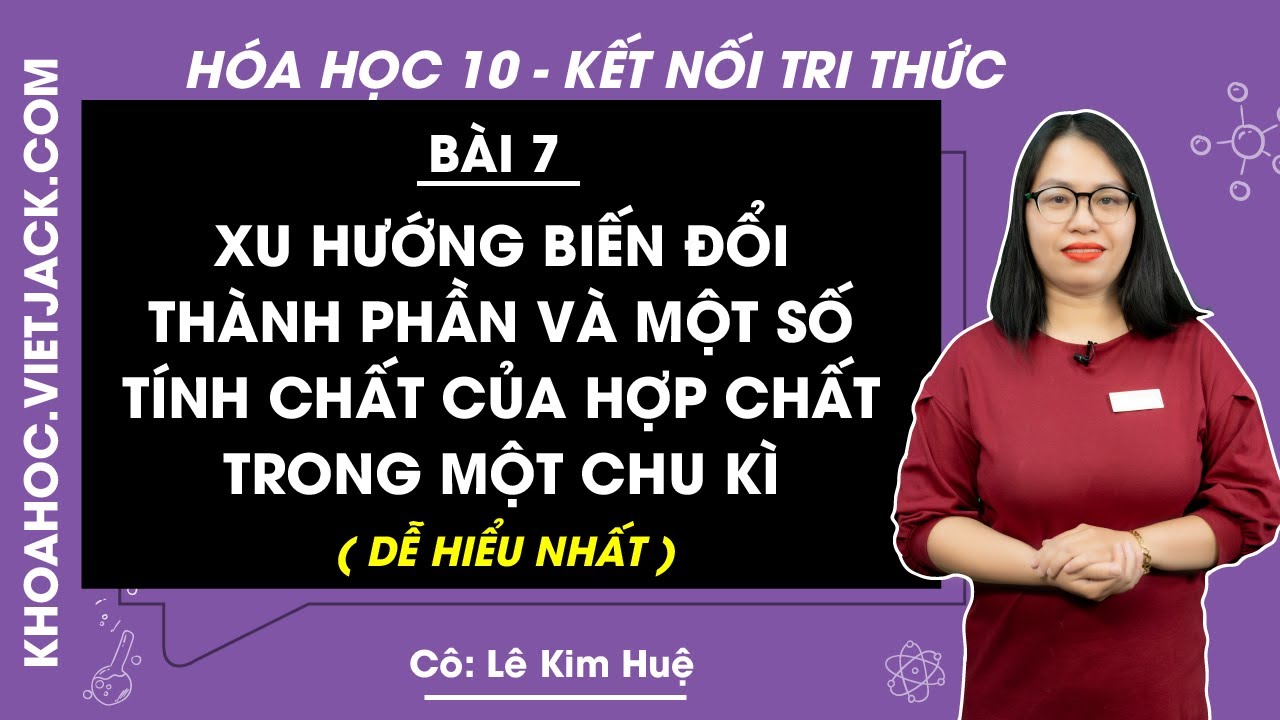 HÓA HỌC 10 - KẾT NỐI TRI THỨC
KHOAHOC.VIETJACK.COM
BÀI 7
XU HƯỚNG BIẾN ĐỔI
THÀNH PHẦN VÀ MỘT SỐ
TÍNH CHẤT CỦA HỢP CHẤT
TRONG MỘT CHU KÌ
( DỄ HIỂU NHẤT )
Cô: Lê Kim Huệ